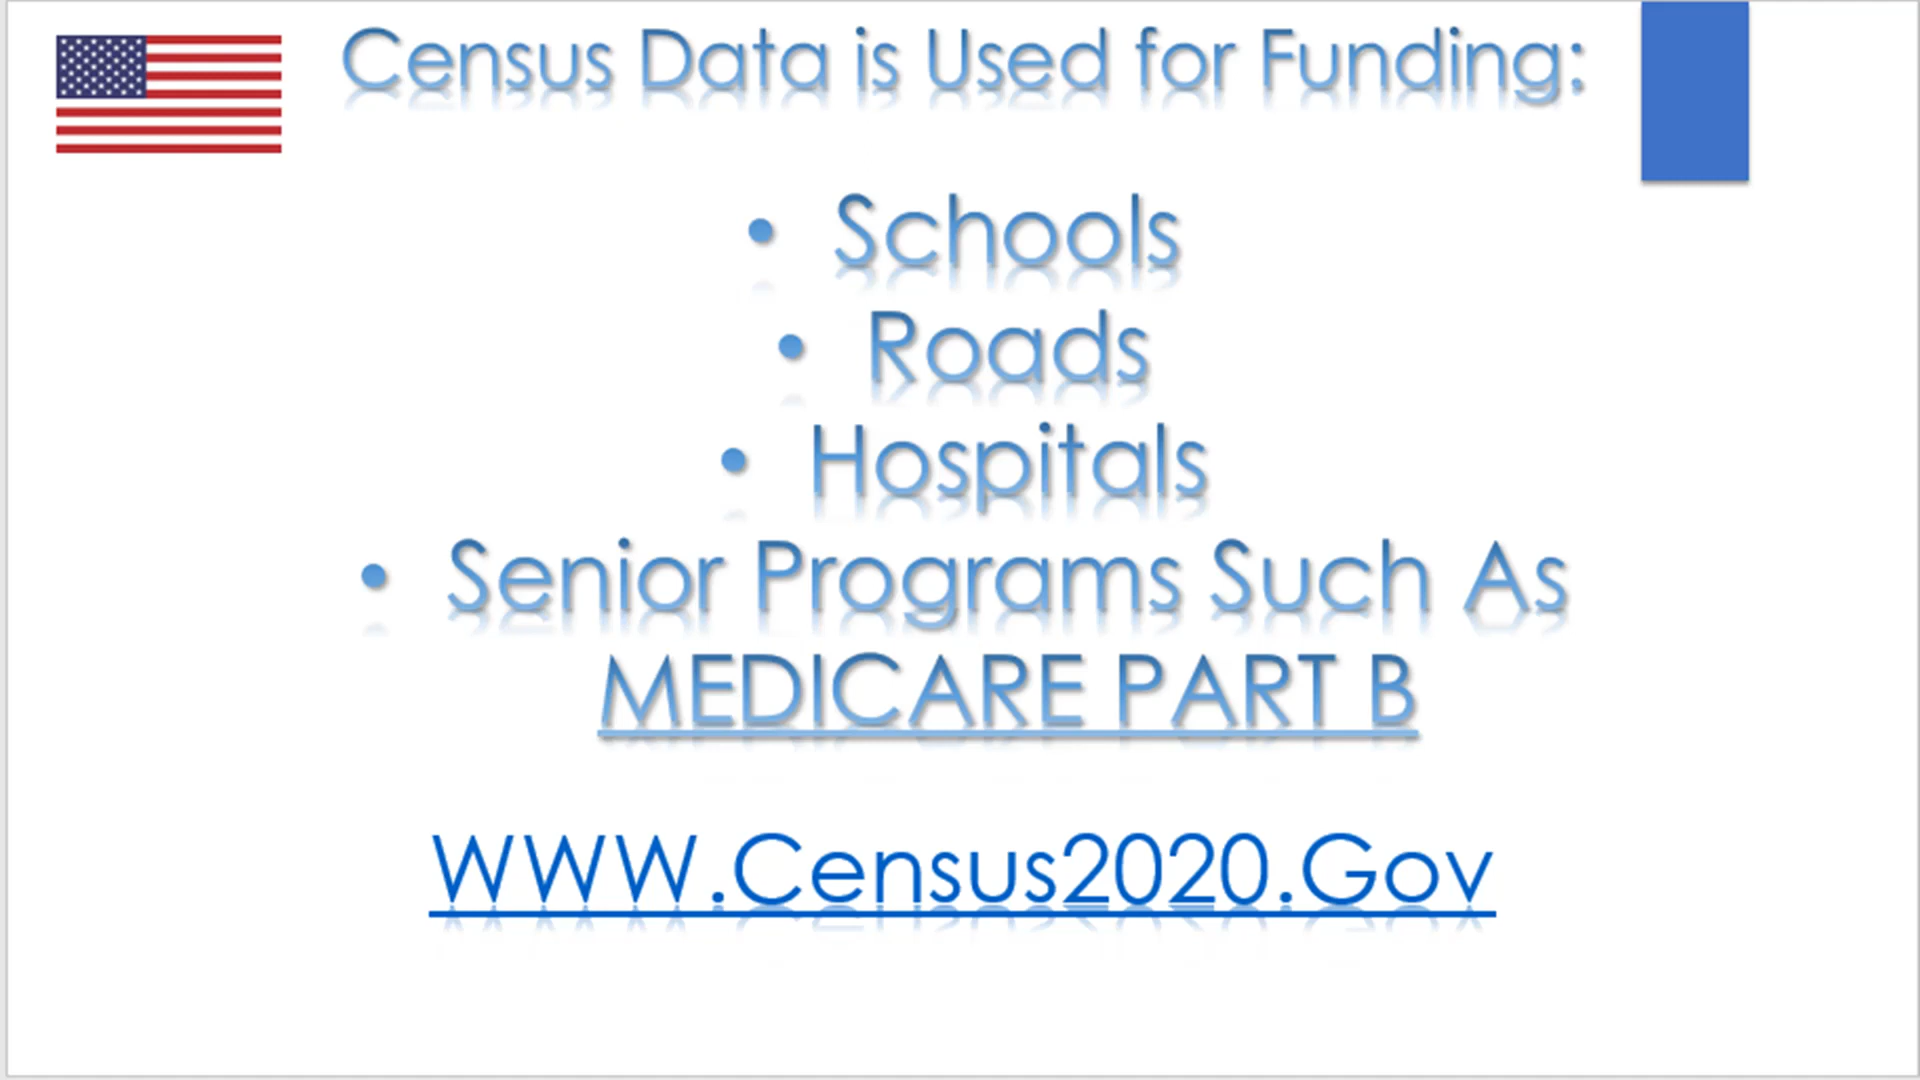 Census Data is Used for Funding:
• Schools
• Roads
• Hospitals
• Senior Programs Such As
MEDICARE PART B
WWW.Census2020.Gov